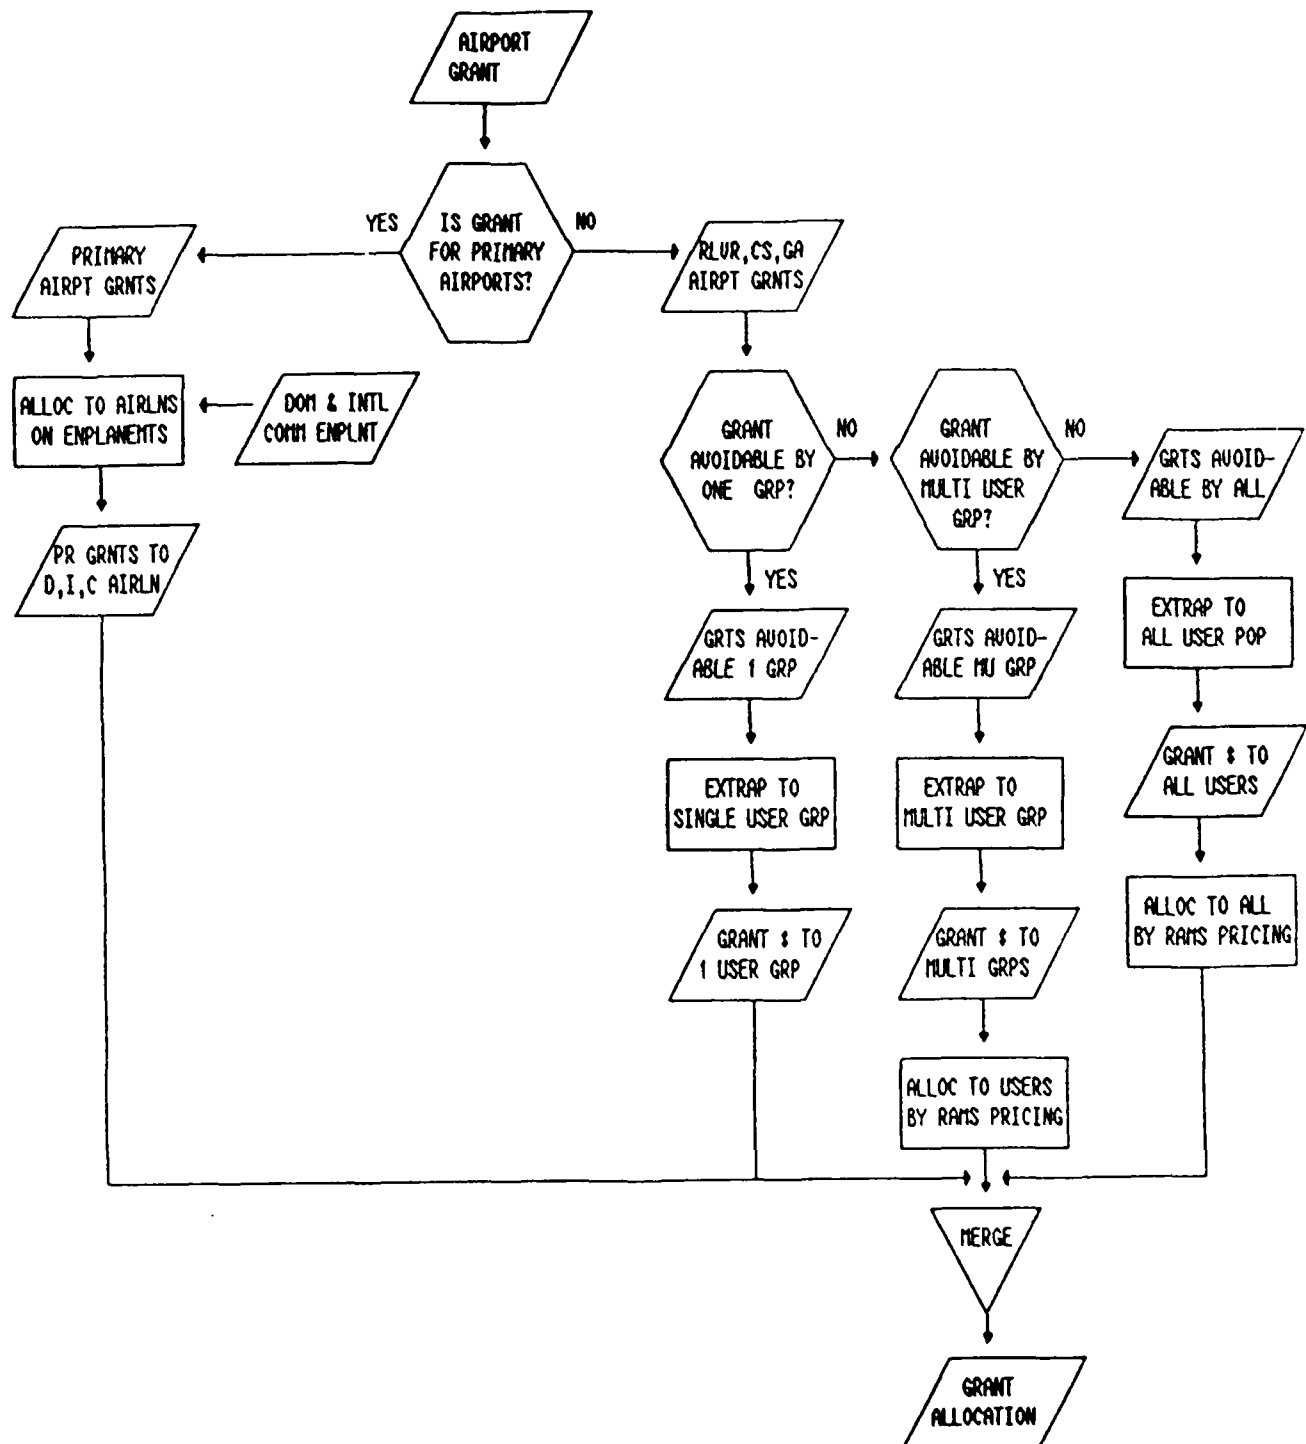 AIRPORT
GRANT
YES
IS GRANT
FOR PRIMARY
AIRPORTS?
NO
PRIMARY
AIRPT GRNTS
RLVR,CS,GA
AIRPT GRNTS
ALLOC TO AIRLNS
ON ENPLANEMTS
DOM & INTL
COMM ENPLNT
GRANT
AVOIDABLE BY
ONE GRP?
NO
GRANT
AVOIDABLE BY
MULTI USER
GRP?
NO
GRTS AVOID-
ABLE BY ALL
PR GRNTS TO
D,I,C AIRLN
YES
YES
EXTRAP TO
ALL USER POP
GRTS AVOID-
ABLE 1 GRP
GRTS AVOID-
ABLE MU GRP
GRANT $ TO
ALL USERS
EXTRAP TO
SINGLE USER GRP
EXTRAP TO
MULTI USER GRP
ALLOC TO ALL
BY RAMS PRICING
GRANT $ TO
1 USER GRP
GRANT $ TO
MULTI GRPS
ALLOC TO USERS
BY RAMS PRICING
MERGE
GRANT
ALLOCATION